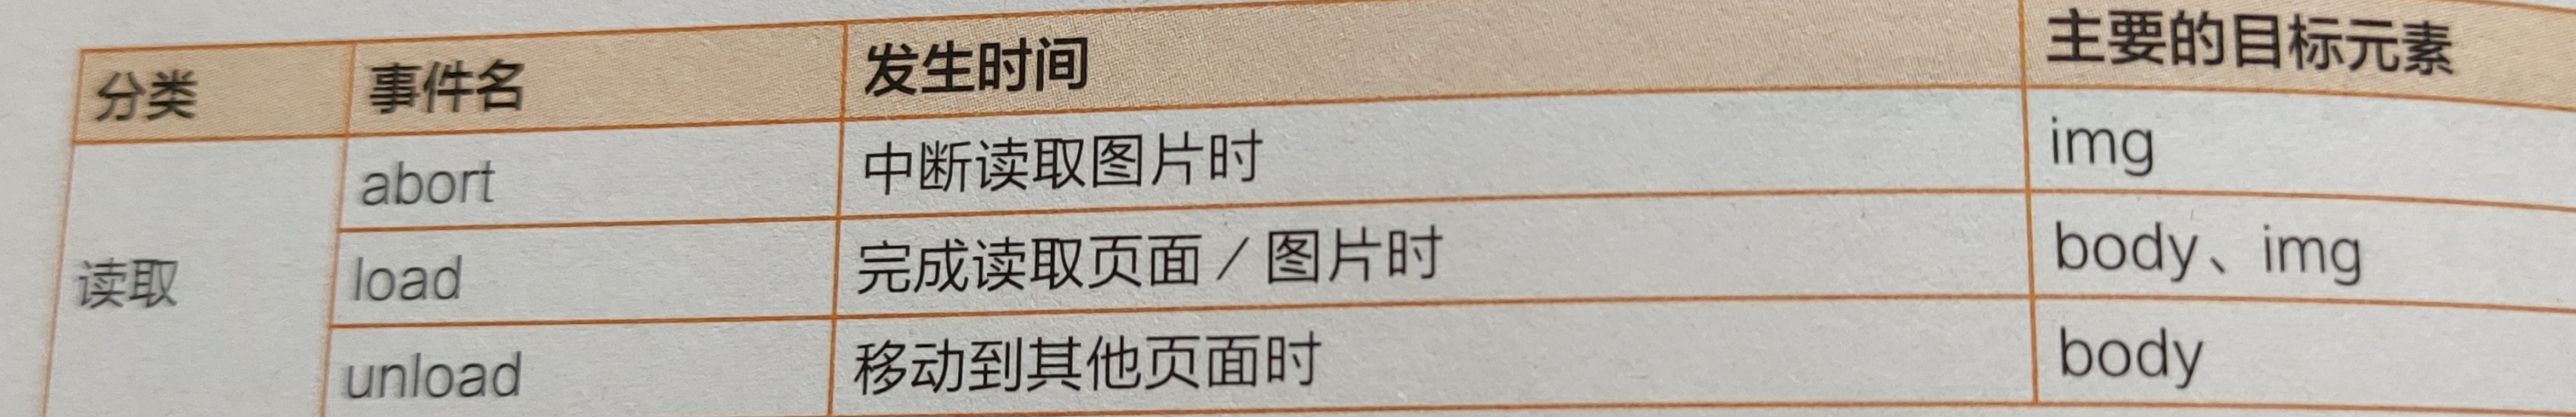 分类 事件名 发生时间 主要的目标元素
abort 中断读取图片时 img
读取 load 完成读取页面 / 图片时 body、img
unload 移动到其他页面时 body